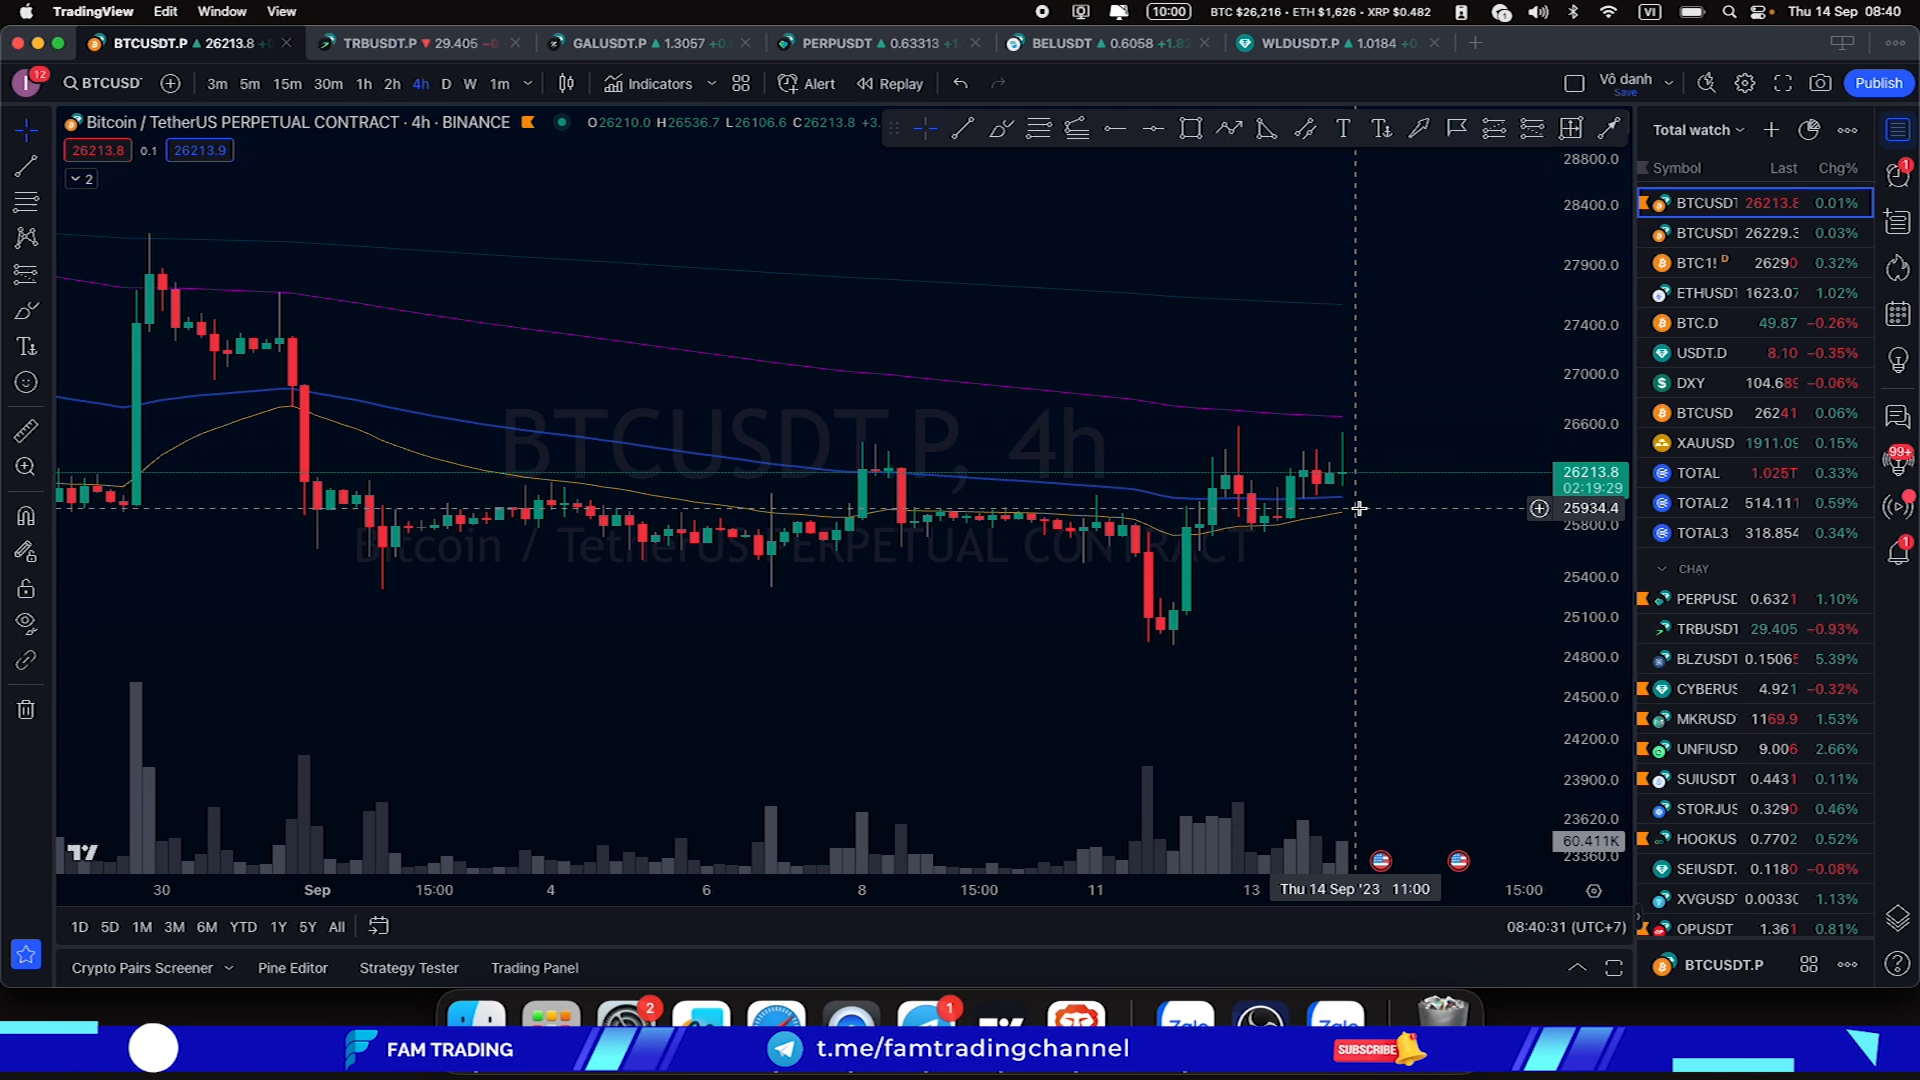 TradingView Edit Window View
10:00 BTC $26,216 • ETH $1,626 • XRP $0.482 VI Thu 14 Sep 08:40
BTCUSDT.P ▲ 26213.8
TRBUSDT.P ▼ 29.405
GALUSDT.P ▲ 1.3057
PERPUSDT ▲ 0.63313
BELUSDT ▲ 0.6058
WLDUSDT.P ▲ 1.0184
I 12 BTCUSD 3m 5m 15m 30m 1h 2h 4h D W 1m Indicators Alert Replay Vô danh Save Publish
Bitcoin / TetherUS PERPETUAL CONTRACT · 4h · BINANCE O26210.0 H26536.7 L26106.6 C26213.8
26213.8 0.1 26213.9
2
BTCUSDT.P, 4h
Bitcoin / TetherUS PERPETUAL CONTRACT
28800.0
28400.0
27900.0
27400.0
27000.0
26600.0
26213.8
02:19:29
25934.4
25800.0
25400.0
25100.0
24800.0
24500.0
24200.0
23900.0
23620.0
60.411K
23360.0
30 Sep 15:00 4 6 8 15:00 11 13 Thu 14 Sep '23 11:00 15:00
1D 5D 1M 3M 6M YTD 1Y 5Y All 08:40:31 (UTC+7)
Crypto Pairs Screener Pine Editor Strategy Tester Trading Panel
Total watch
Symbol Last Chg%
BTCUSDT 26213.8 0.01%
BTCUSDT 26229.3 0.03%
BTC1! D 26290 0.32%
ETHUSDT 1623.07 1.02%
BTC.D 49.87 −0.26%
USDT.D 8.10 −0.35%
DXY 104.689 −0.06%
BTCUSD 26241 0.06%
XAUUSD 1911.09 0.15%
TOTAL 1.025T 0.33%
TOTAL2 514.111 0.59%
TOTAL3 318.854 0.34%
CHAY
PERPUSD 0.6321 1.10%
TRBUSDT 29.405 −0.93%
BLZUSDT 0.15065 5.39%
CYBERUS 4.921 −0.32%
MKRUSD 1169.9 1.53%
UNFIUSD 9.006 2.66%
SUIUSDT 0.4431 0.11%
STORJUS 0.3290 0.46%
HOOKUS 0.7702 0.52%
SEIUSDT. 0.1180 −0.08%
XVGUSD 0.00330 1.13%
OPUSDT 1.361 0.81%
BTCUSDT.P
1
99+
1
2
1
Zalo
Zalo
FAM TRADING
t.me/famtradingchannel
SUBSCRIBE